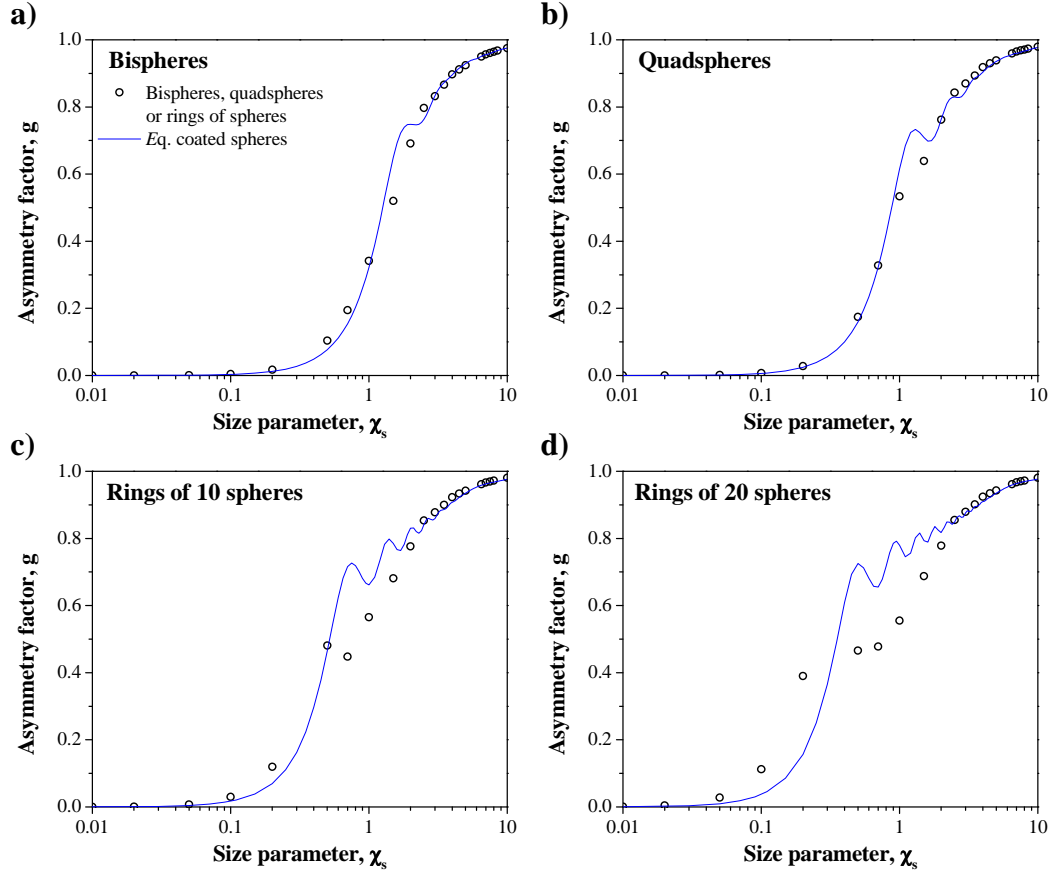 a)
1.0
0.8
0.6
0.4
0.2
0.0
Asymmetry factor, g
Bispheres
Bispheres, quadspheres
or rings of spheres
Eq. coated spheres
0.01
0.1
1
10
Size parameter, χs
b)
1.0
0.8
0.6
0.4
0.2
0.0
Asymmetry factor, g
Quadspheres
0.01
0.1
1
10
Size parameter, χs
c)
1.0
0.8
0.6
0.4
0.2
0.0
Asymmetry factor, g
Rings of 10 spheres
0.01
0.1
1
10
Size parameter, χs
d)
1.0
0.8
0.6
0.4
0.2
0.0
Asymmetry factor, g
Rings of 20 spheres
0.01
0.1
1
10
Size parameter, χs